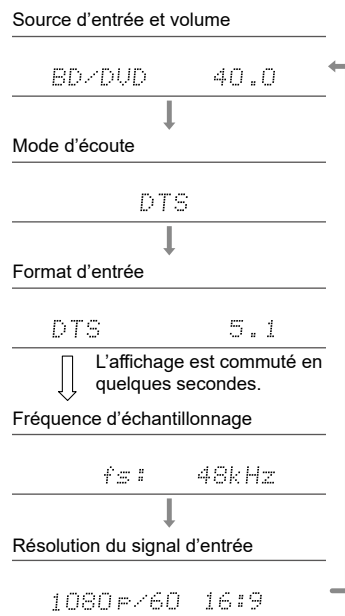 Source d'entrée et volume
BD/DVD 40.0
Mode d'écoute
DTS
Format d'entrée
DTS 5.1
L'affichage est commuté en
quelques secondes.
Fréquence d'échantillonnage
fs: 48kHz
Résolution du signal d'entrée
1080p/60 16:9